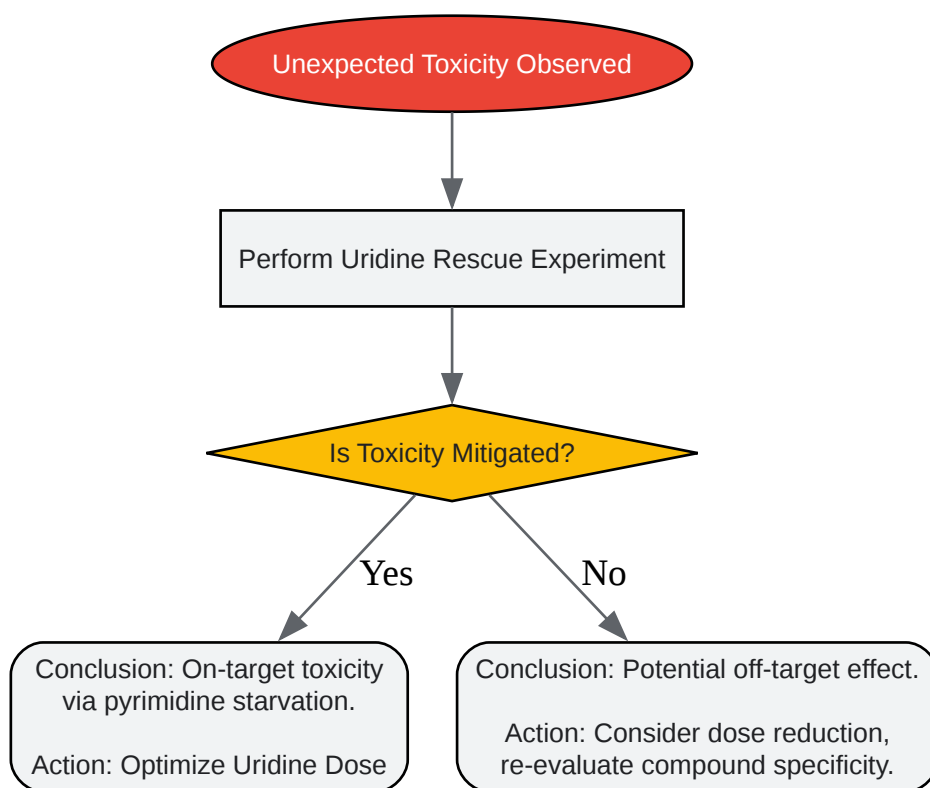 Unexpected Toxicity Observed
Perform Uridine Rescue Experiment
Is Toxicity Mitigated?
Yes
No
Conclusion: On-target toxicity
via pyrimidine starvation.
Action: Optimize Uridine Dose
Conclusion: Potential off-target effect.
Action: Consider dose reduction,
re-evaluate compound specificity.